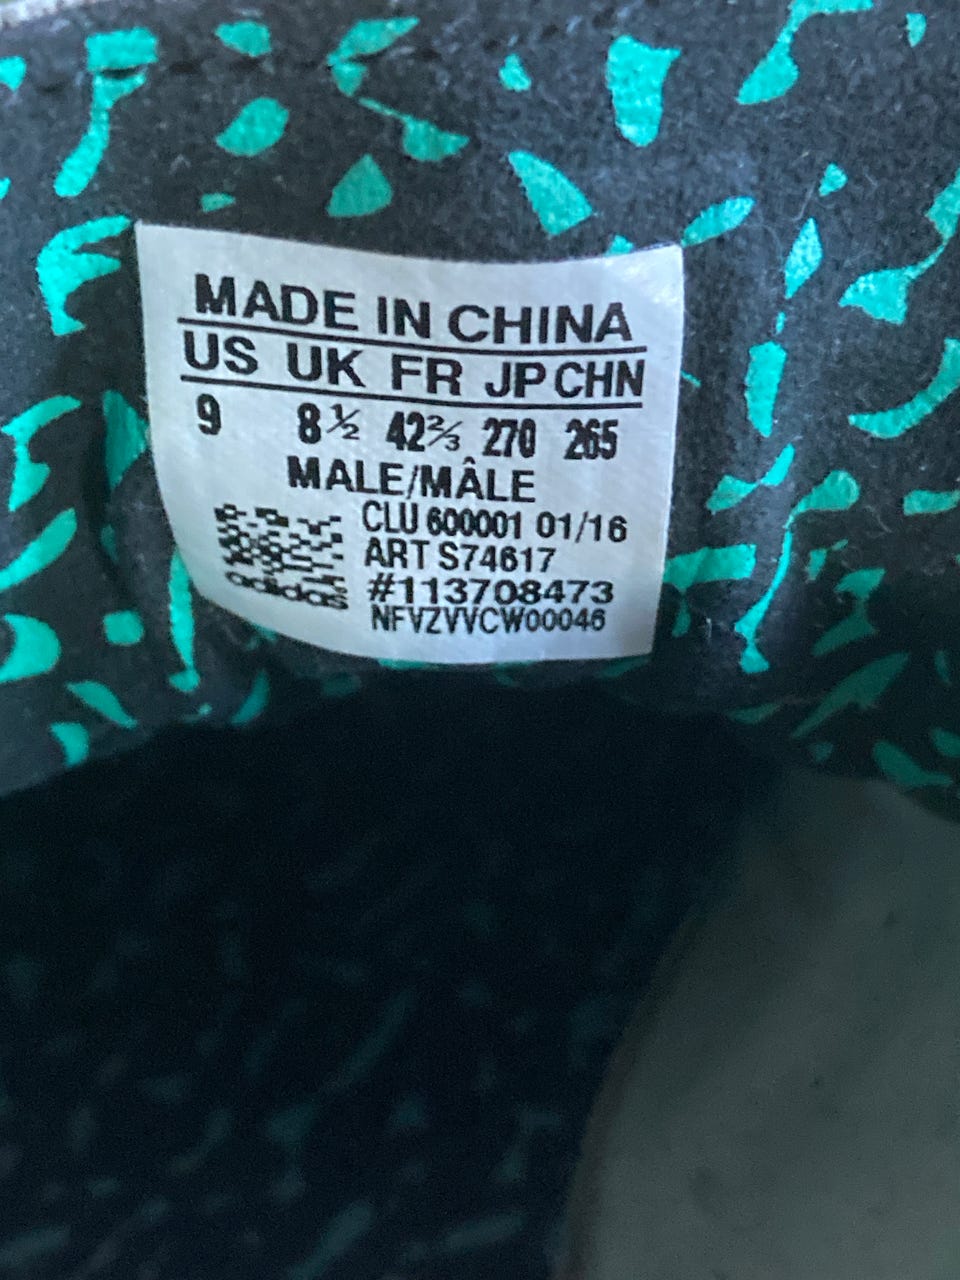 MADE IN CHINA
US UK FR JP CHN
9 8½ 42⅔ 270 265
MALE/MÂLE
CLU 600001 01/16
ART S74617
#113708473
NFVZVVCW00046
adidas